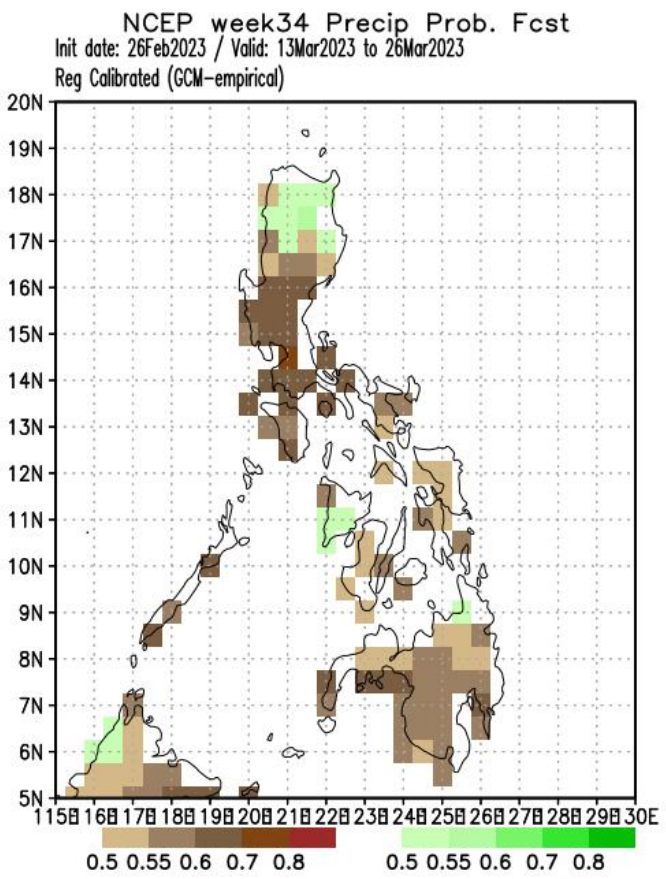 NCEP week34 Precip Prob. Fcst
Init date: 26Feb2023 / Valid: 13Mar2023 to 26Mar2023
Reg Calibrated (GCM-empirical)
20N
19N
18N
17N
16N
15N
14N
13N
12N
11N
10N
9N
8N
7N
6N
5N
115E 116E 117E 118E 119E 120E 121E 122E 123E 124E 125E 126E 127E 128E 129E 130E
0.5 0.55 0.6 0.7 0.8 0.5 0.55 0.6 0.7 0.8